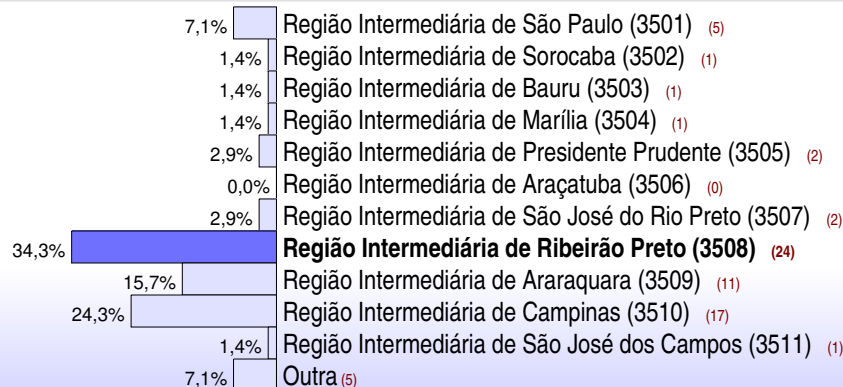 7,1% Região Intermediária de São Paulo (3501) (5)
1,4% Região Intermediária de Sorocaba (3502) (1)
1,4% Região Intermediária de Bauru (3503) (1)
1,4% Região Intermediária de Marília (3504) (1)
2,9% Região Intermediária de Presidente Prudente (3505) (2)
0,0% Região Intermediária de Araçatuba (3506) (0)
2,9% Região Intermediária de São José do Rio Preto (3507) (2)
34,3% Região Intermediária de Ribeirão Preto (3508) (24)
15,7% Região Intermediária de Araraquara (3509) (11)
24,3% Região Intermediária de Campinas (3510) (17)
1,4% Região Intermediária de São José dos Campos (3511) (1)
7,1% Outra (5)